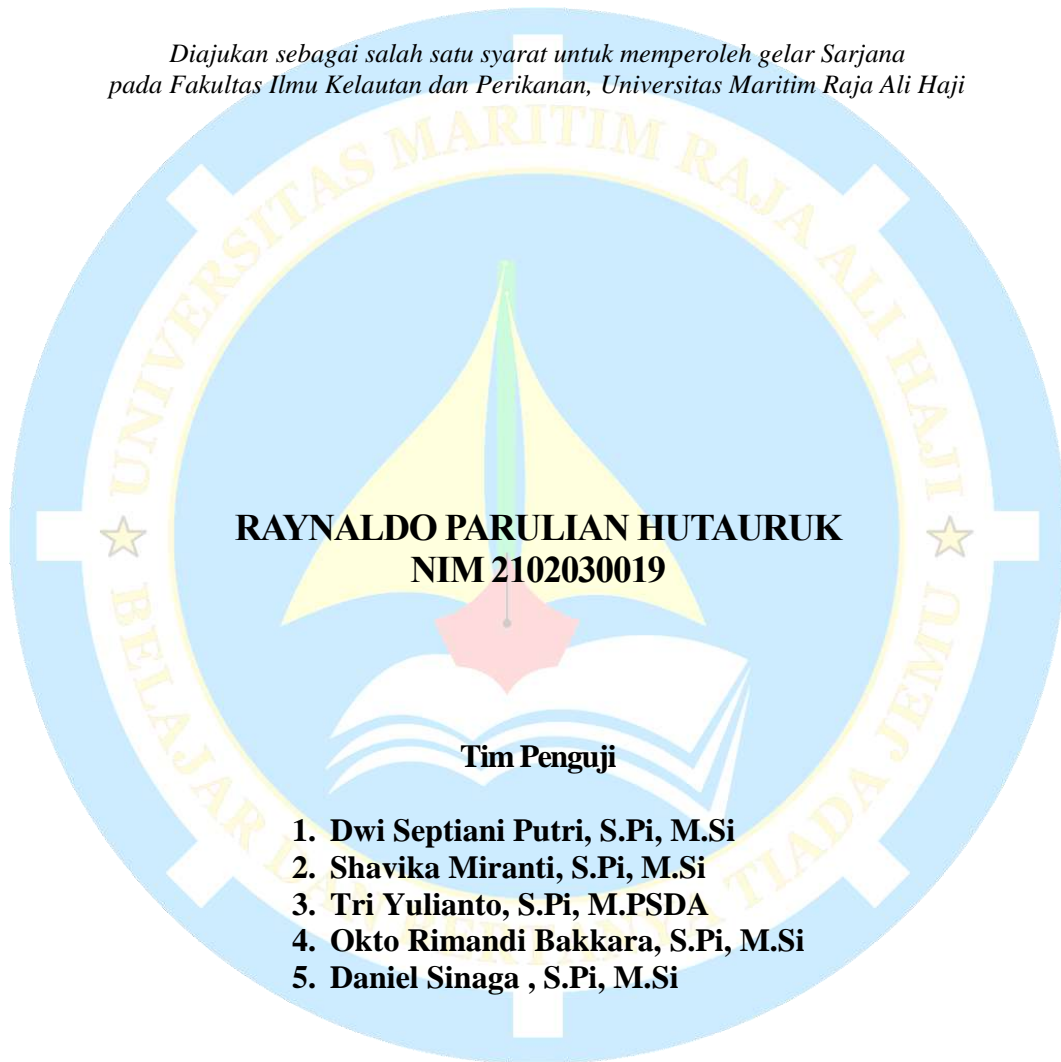 Diajukan sebagai salah satu syarat untuk memperoleh gelar Sarjana
pada Fakultas Ilmu Kelautan dan Perikanan, Universitas Maritim Raja Ali Haji
UNIVERSITAS MARITIM RAJA ALI HAJI
RAYNALDO PARULIAN HUTAURUK
NIM 2102030019
Tim Penguji
1. Dwi Septiani Putri, S.Pi, M.Si
2. Shavika Miranti, S.Pi, M.Si
3. Tri Yulianto, S.Pi, M.PSDA
4. Okto Rimandi Bakkara, S.Pi, M.Si
5. Daniel Sinaga , S.Pi, M.Si
BELAJAR DAN BERTANYA TIADA JEMU